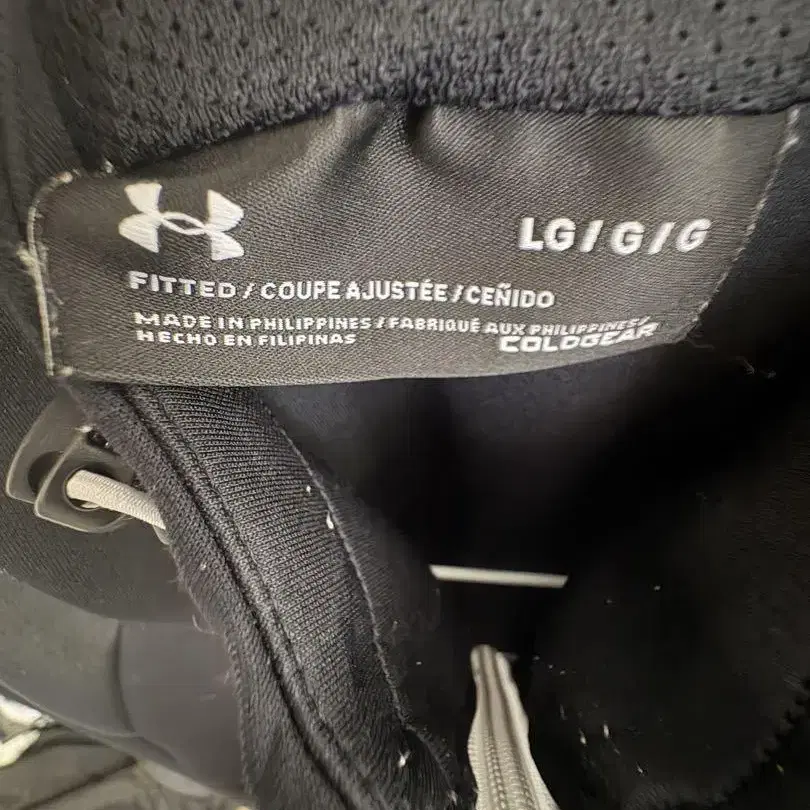 LG / G / G
FITTED / COUPE AJUSTÉE / CEÑIDO
MADE IN PHILIPPINES / FABRIQUÉ AUX PHILIPPINES /
HECHO EN FILIPINAS
COLDGEAR